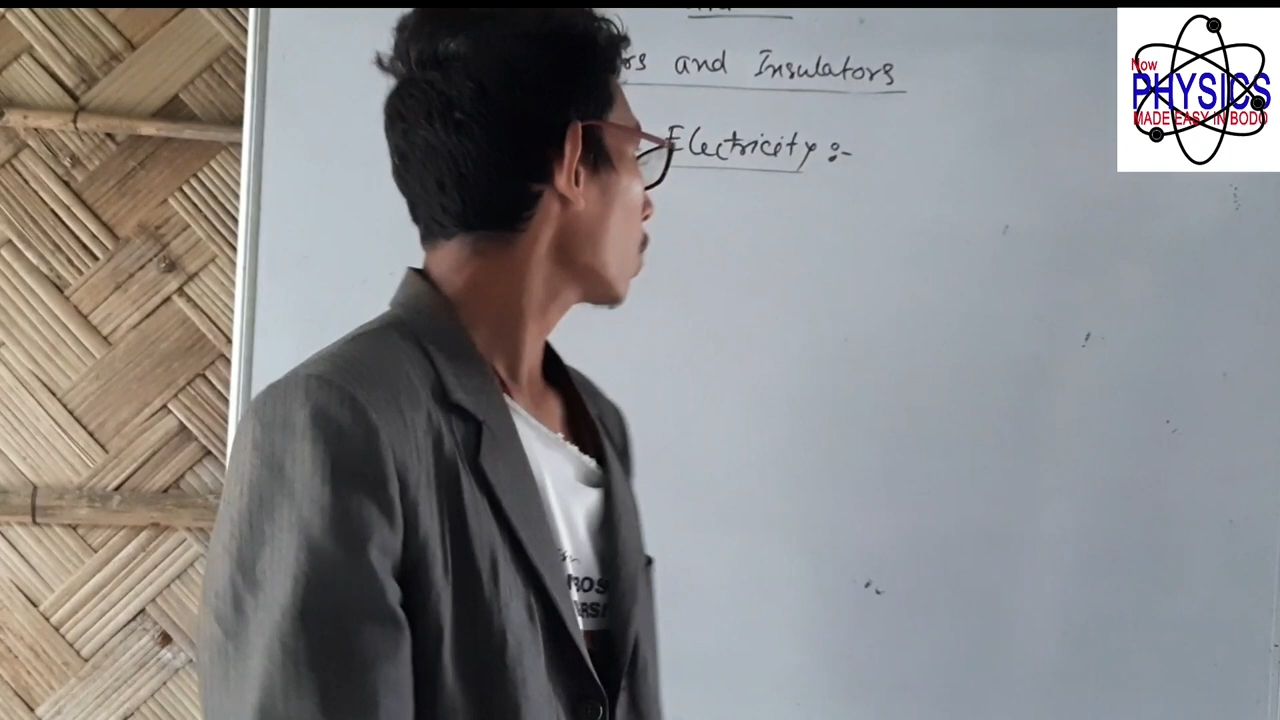 and Insulators
Electricity :-
Now
PHYSICS
MADE EASY IN BODO